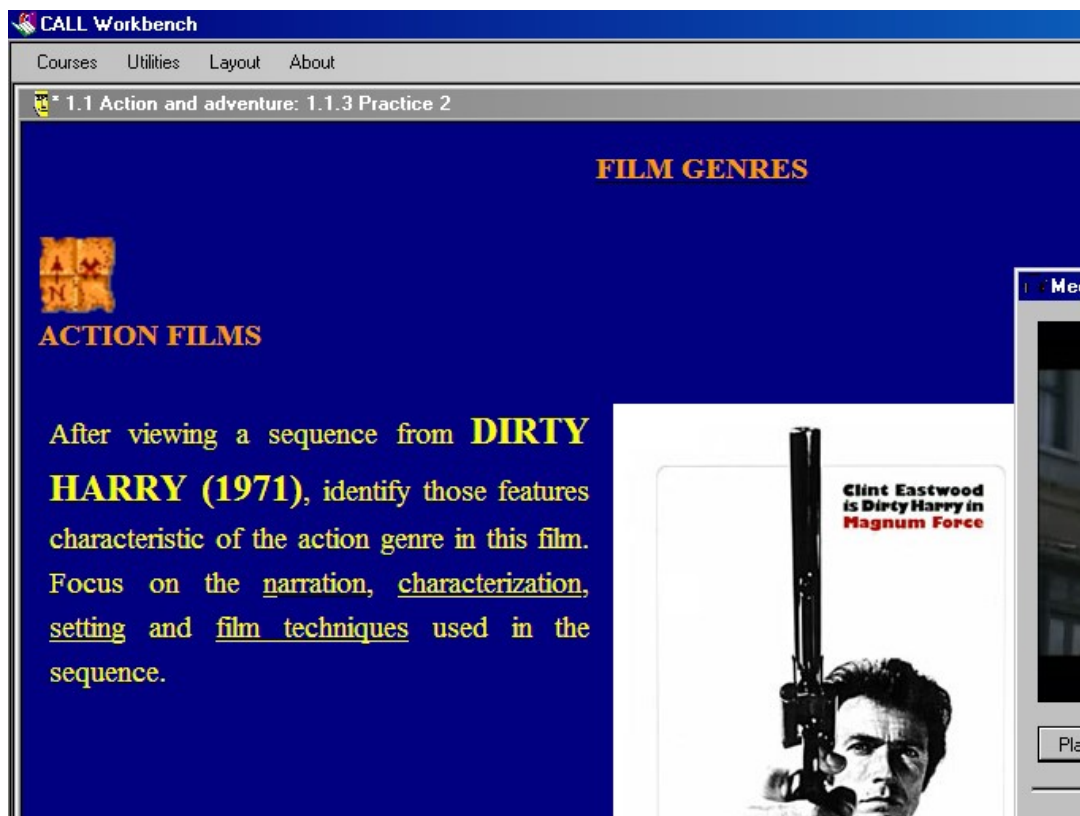 CALL Workbench
Courses Utilities Layout About
* 1.1 Action and adventure: 1.1.3 Practice 2
FILM GENRES
N
ACTION FILMS
After viewing a sequence from DIRTY
HARRY (1971), identify those features
characteristic of the action genre in this film.
Focus on the narration, characterization,
setting and film techniques used in the
sequence.
Clint Eastwood
is Dirty Harry in
Magnum Force